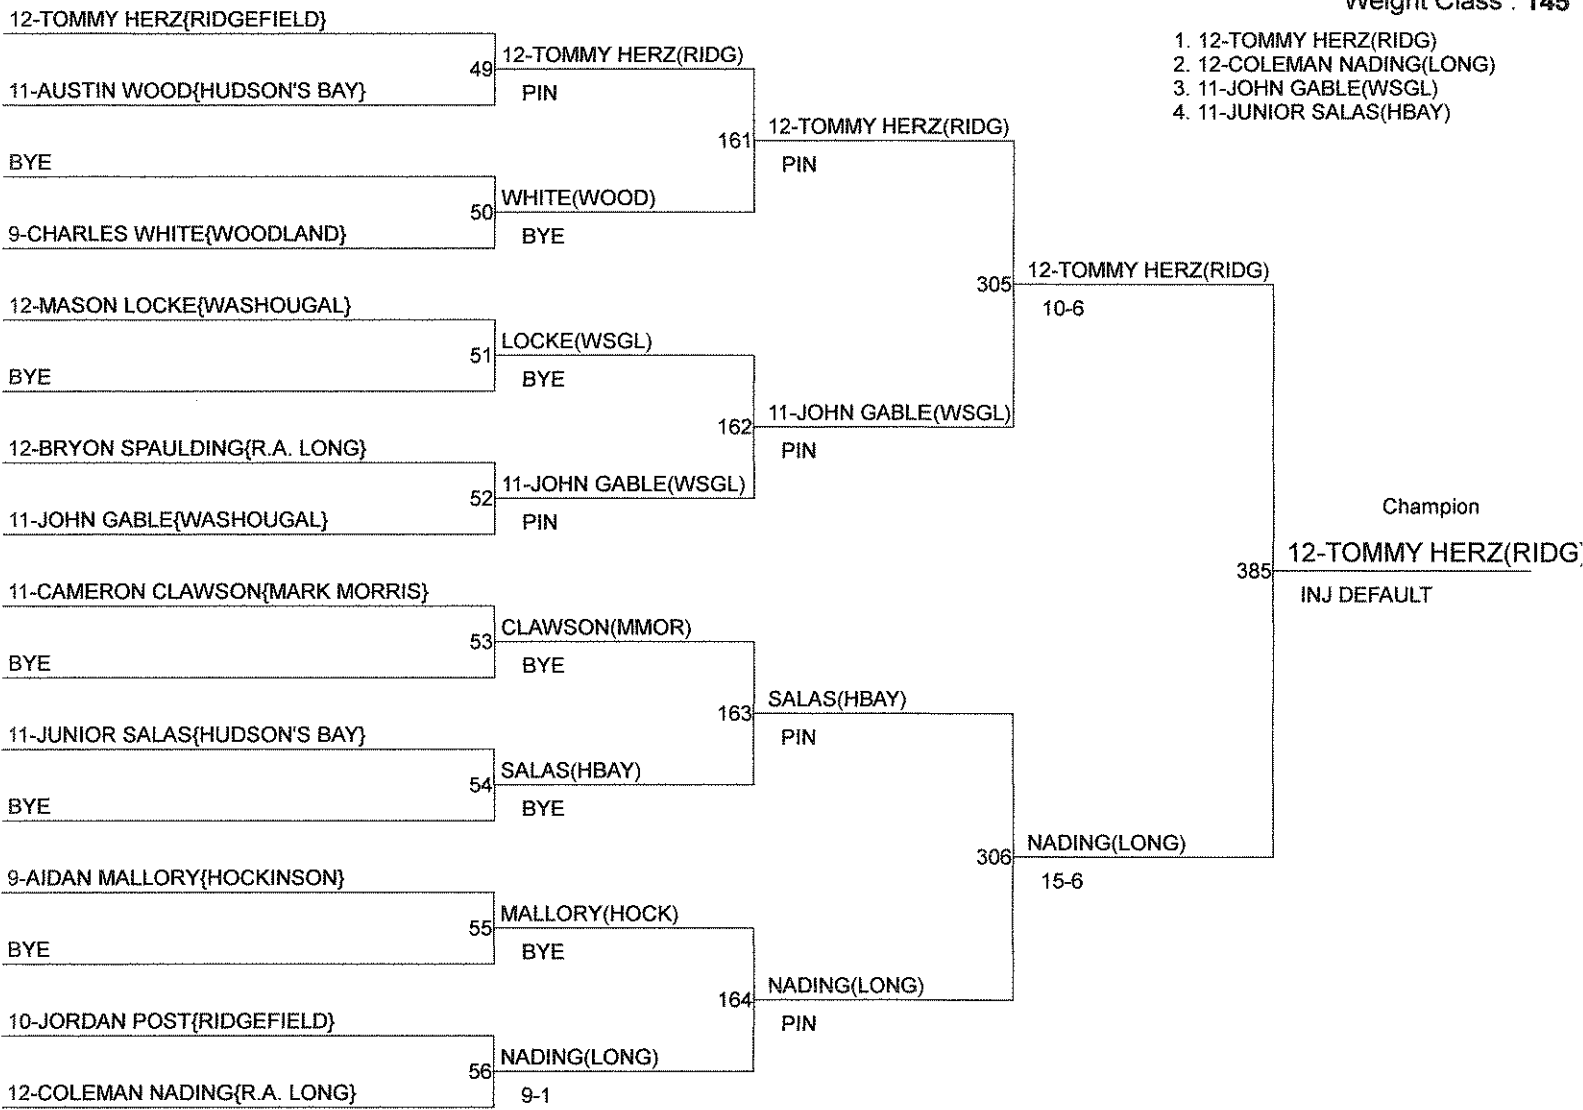 Weight Class : 145
1. 12-TOMMY HERZ(RIDG)
2. 12-COLEMAN NADING(LONG)
3. 11-JOHN GABLE(WSGL)
4. 11-JUNIOR SALAS(HBAY)
12-TOMMY HERZ{RIDGEFIELD}
49 12-TOMMY HERZ(RIDG)
11-AUSTIN WOOD{HUDSON'S BAY}
PIN
161 12-TOMMY HERZ(RIDG)
PIN
BYE
50 WHITE(WOOD)
9-CHARLES WHITE{WOODLAND}
BYE
305 12-TOMMY HERZ(RIDG)
10-6
12-MASON LOCKE{WASHOUGAL}
51 LOCKE(WSGL)
BYE
BYE
162 11-JOHN GABLE(WSGL)
PIN
12-BRYON SPAULDING{R.A. LONG}
52 11-JOHN GABLE(WSGL)
11-JOHN GABLE{WASHOUGAL}
PIN
Champion
385 12-TOMMY HERZ(RIDG)
INJ DEFAULT
11-CAMERON CLAWSON{MARK MORRIS}
53 CLAWSON(MMOR)
BYE
BYE
163 SALAS(HBAY)
PIN
11-JUNIOR SALAS{HUDSON'S BAY}
54 SALAS(HBAY)
BYE
BYE
306 NADING(LONG)
15-6
9-AIDAN MALLORY{HOCKINSON}
55 MALLORY(HOCK)
BYE
BYE
164 NADING(LONG)
PIN
10-JORDAN POST{RIDGEFIELD}
56 NADING(LONG)
12-COLEMAN NADING{R.A. LONG}
9-1